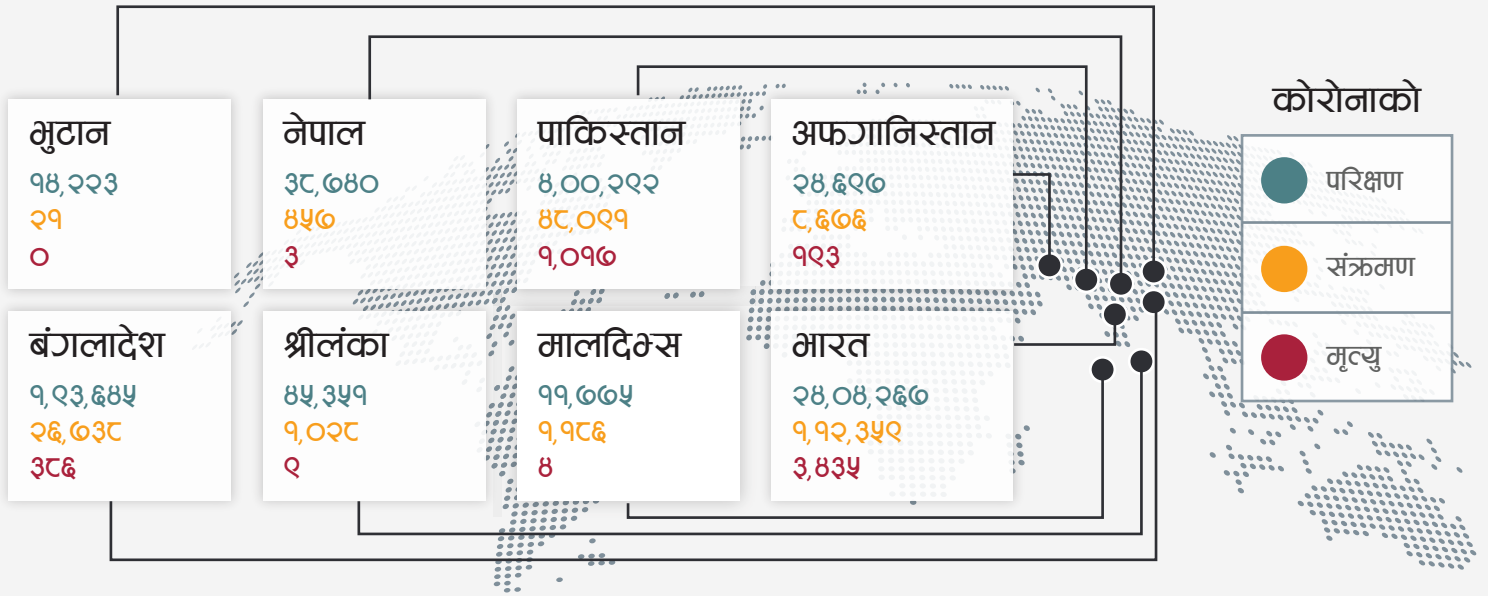 भुटान
१४,२२३
२१
०
नेपाल
३८,७४०
४५७
३
पाकिस्तान
४,००,२९२
४८,०९१
१,०१७
अफगानिस्तान
२४,६९७
८,६७६
१९३
बंगलादेश
१,९३,६४५
२६,७३८
३८६
श्रीलंका
४५,३५१
१,०२८
९
मालदिभ्स
११,७७५
१,१८६
४
भारत
२४,०४,२६७
१,१२,३५९
३,४३५
कोरोनाको
परिक्षण
संक्रमण
मृत्यु